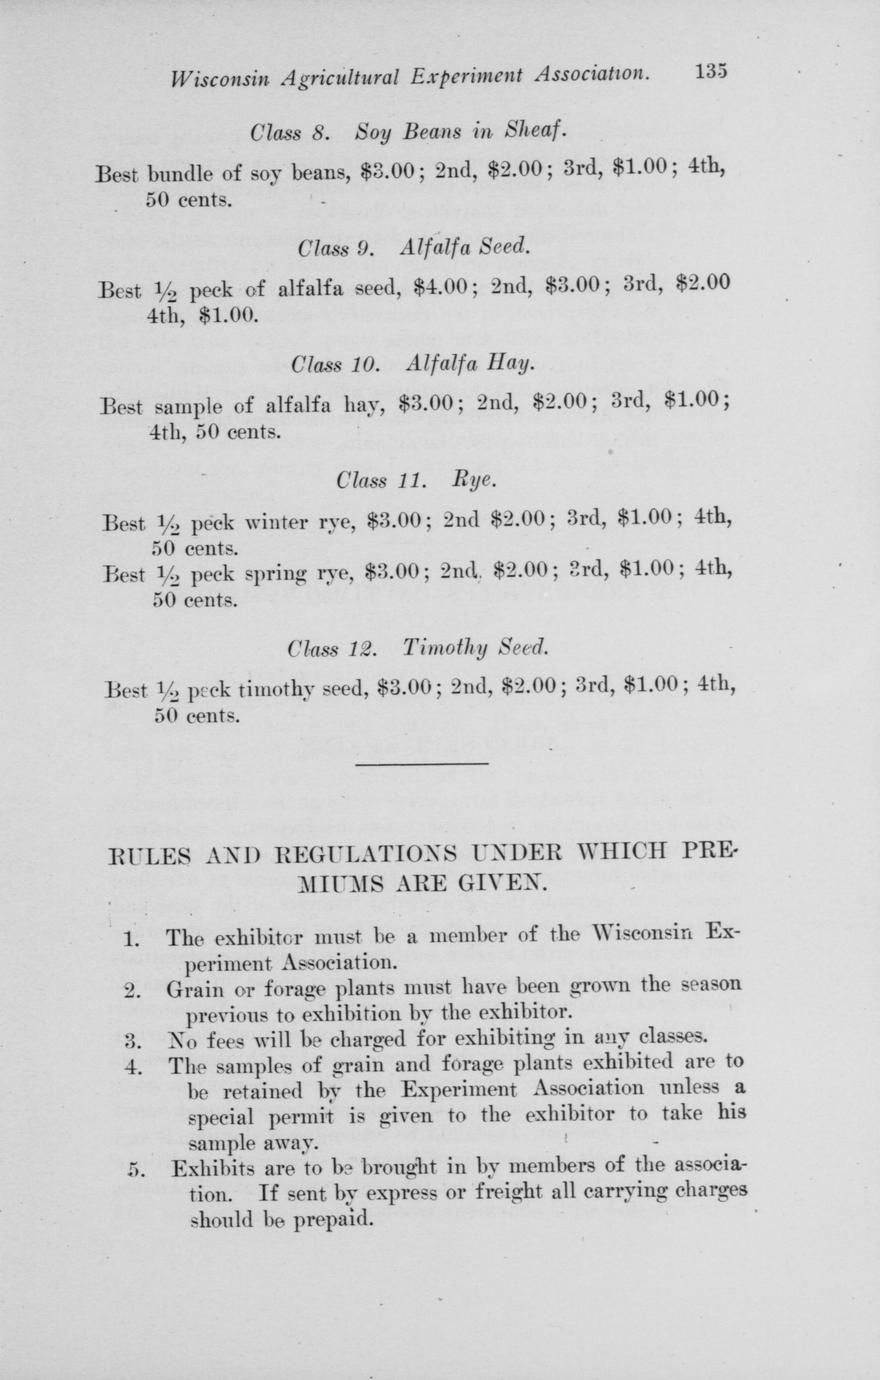 Wisconsin Agricultural Experiment Association. 135
Class 8. Soy Beans in Sheaf.
Best bundle of soy beans, $3.00; 2nd, $2.00; 3rd, $1.00; 4th,
50 cents.
Class 9. Alfalfa Seed.
Best ½ peck of alfalfa seed, $4.00; 2nd, $3.00; 3rd, $2.00
4th, $1.00.
Class 10. Alfalfa Hay.
Best sample of alfalfa hay, $3.00; 2nd, $2.00; 3rd, $1.00;
4th, 50 cents.
Class 11. Rye.
Best ½ peck winter rye, $3.00; 2nd $2.00; 3rd, $1.00; 4th,
50 cents.
Best ½ peck spring rye, $3.00; 2nd, $2.00; 3rd, $1.00; 4th,
50 cents.
Class 12. Timothy Seed.
Best ½ peck timothy seed, $3.00; 2nd, $2.00; 3rd, $1.00; 4th,
50 cents.
RULES AND REGULATIONS UNDER WHICH PRE-
MIUMS ARE GIVEN.
1. The exhibitor must be a member of the Wisconsin Ex-
periment Association.
2. Grain or forage plants must have been grown the season
previous to exhibition by the exhibitor.
3. No fees will be charged for exhibiting in any classes.
4. The samples of grain and forage plants exhibited are to
be retained by the Experiment Association unless a
special permit is given to the exhibitor to take his
sample away.
5. Exhibits are to be brought in by members of the associa-
tion. If sent by express or freight all carrying charges
should be prepaid.